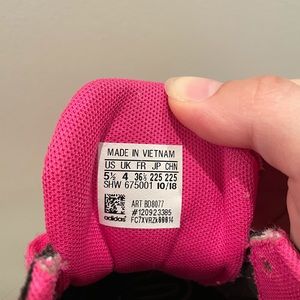 MADE IN VIETNAM
US UK FR JP CHN
5½ 4 36⅔ 225 225
SHW 675001 10/18
ART BD8077
#120923385
adidas